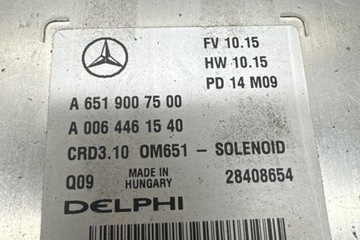 FV 10.15
HW 10.15
PD 14 M09
A 651 900 75 00
A 006 446 15 40
CRD3.10 OM651 – SOLENOID
Q09 MADE IN HUNGARY 28408654
DELPHI